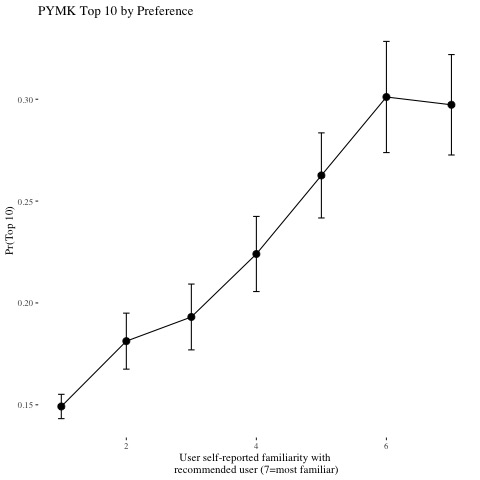 PYMK Top 10 by Preference
0.30
0.25
0.20
0.15
Pr(Top 10)
2
4
6
User self-reported familiarity with
recommended user (7=most familiar)